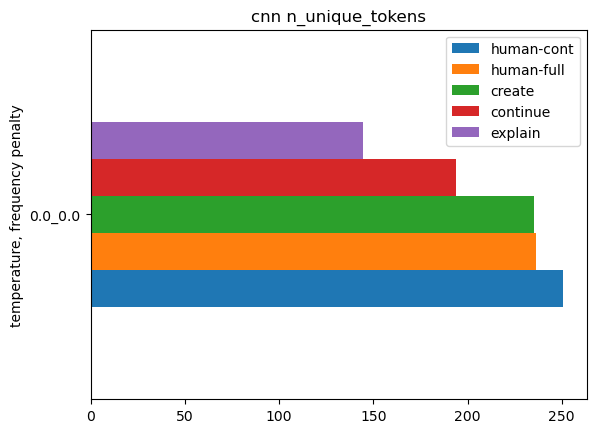 cnn n_unique_tokens
human-cont
human-full
create
continue
explain
temperature, frequency penalty
0.0_0.0
0 50 100 150 200 250